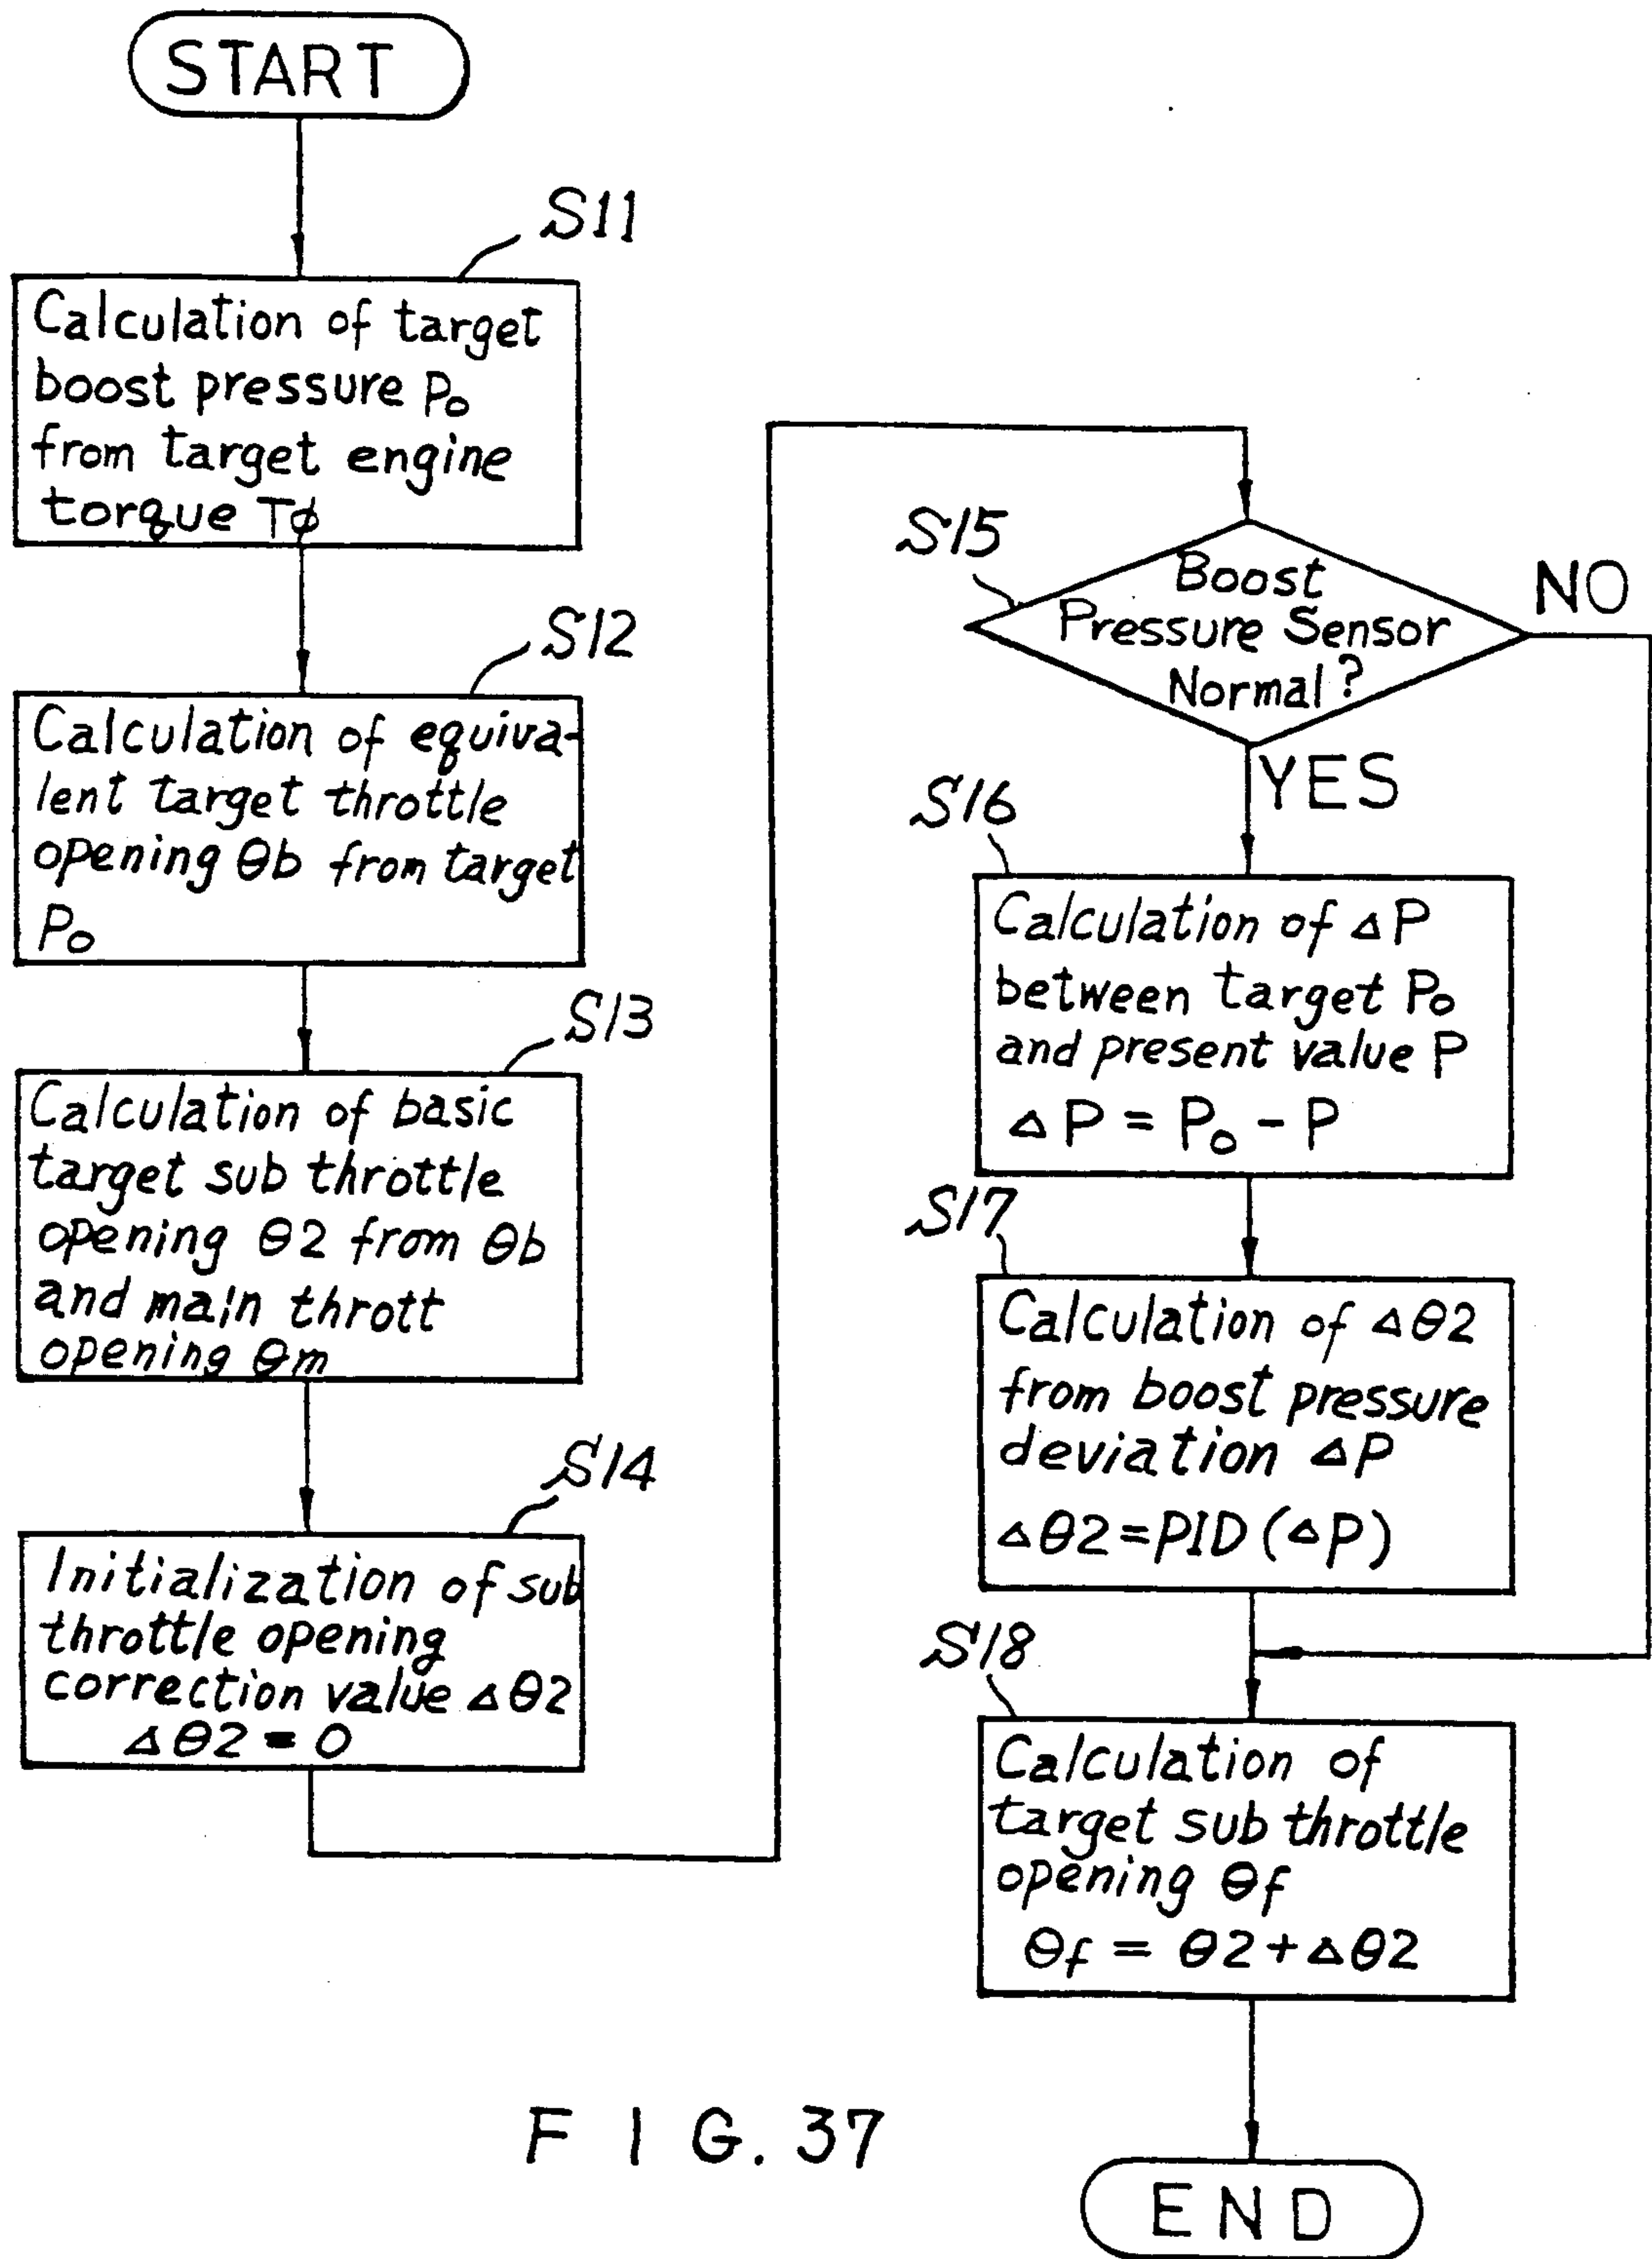 START
S11
Calculation of target
boost pressure Po
from target engine
torque Tφ
S12
Calculation of equiva-
lent target throttle
opening θb from target
Po
S13
Calculation of basic
target sub throttle
opening θ2 from θb
and main thrott
opening θm
S14
Initialization of sub
throttle opening
correction value Δθ2
Δθ2 = 0
S15
Boost
Pressure Sensor
Normal?
NO
YES
S16
Calculation of ΔP
between target Po
and present value P
ΔP = Po - P
S17
Calculation of Δθ2
from boost pressure
deviation ΔP
Δθ2 = PID (ΔP)
S18
Calculation of
target sub throttle
opening θf
θf = θ2 + Δθ2
END
FIG. 37